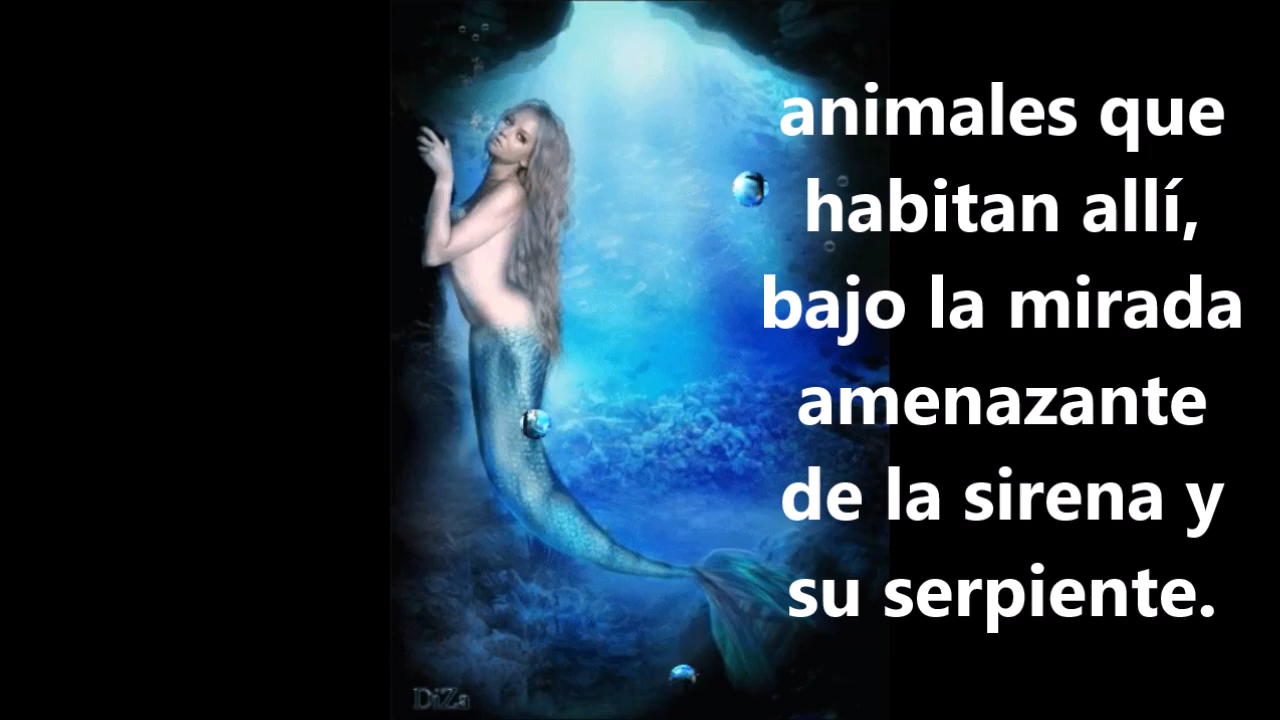 animales que
habitan allí,
bajo la mirada
amenazante
de la sirena y
su serpiente.
DiZa